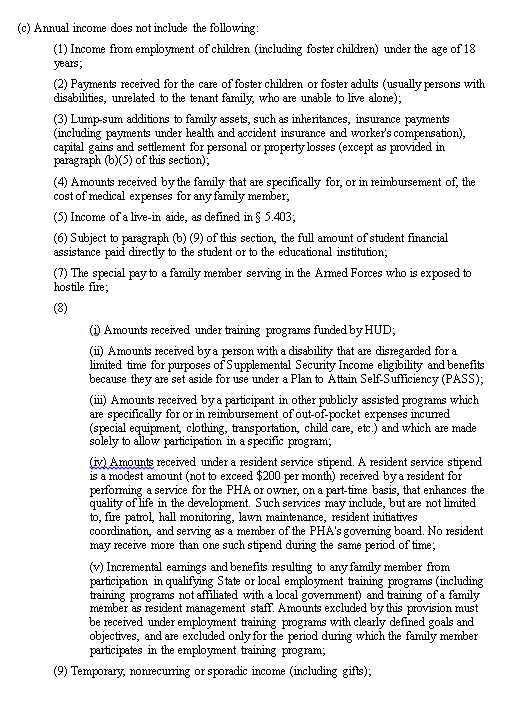 (c) Annual income does not include the following:
(1) Income from employment of children (including foster children) under the age of 18
years;
(2) Payments received for the care of foster children or foster adults (usually persons with
disabilities, unrelated to the tenant family, who are unable to live alone);
(3) Lump-sum additions to family assets, such as inheritances, insurance payments
(including payments under health and accident insurance and worker's compensation),
capital gains and settlement for personal or property losses (except as provided in
paragraph (b)(5) of this section);
(4) Amounts received by the family that are specifically for, or in reimbursement of, the
cost of medical expenses for any family member;
(5) Income of a live-in aide, as defined in § 5.403;
(6) Subject to paragraph (b) (9) of this section, the full amount of student financial
assistance paid directly to the student or to the educational institution;
(7) The special pay to a family member serving in the Armed Forces who is exposed to
hostile fire;
(8)
(i) Amounts received under training programs funded by HUD;
(ii) Amounts received by a person with a disability that are disregarded for a
limited time for purposes of Supplemental Security Income eligibility and benefits
because they are set aside for use under a Plan to Attain Self-Sufficiency (PASS);
(iii) Amounts received by a participant in other publicly assisted programs which
are specifically for or in reimbursement of out-of-pocket expenses incurred
(special equipment, clothing, transportation, child care, etc.) and which are made
solely to allow participation in a specific program;
(iv) Amounts received under a resident service stipend. A resident service stipend
is a modest amount (not to exceed $200 per month) received by a resident for
performing a service for the PHA or owner, on a part-time basis, that enhances the
quality of life in the development. Such services may include, but are not limited
to, fire patrol, hall monitoring, lawn maintenance, resident initiatives
coordination, and serving as a member of the PHA's governing board. No resident
may receive more than one such stipend during the same period of time;
(v) Incremental earnings and benefits resulting to any family member from
participation in qualifying State or local employment training programs (including
training programs not affiliated with a local government) and training of a family
member as resident management staff. Amounts excluded by this provision must
be received under employment training programs with clearly defined goals and
objectives, and are excluded only for the period during which the family member
participates in the employment training program;
(9) Temporary, nonrecurring or sporadic income (including gifts);